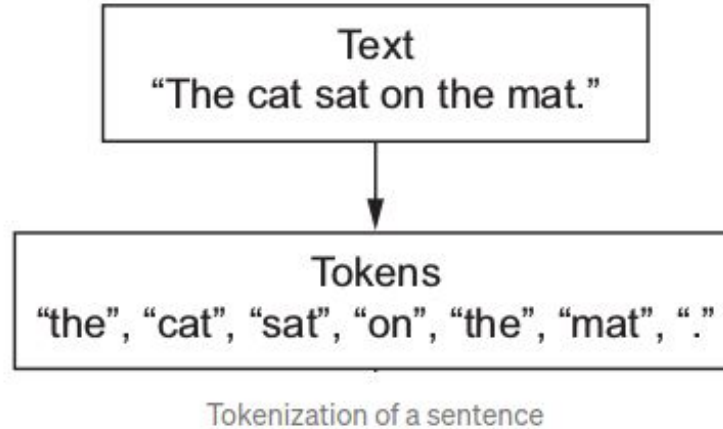 Text
“The cat sat on the mat.”
Tokens
“the”, “cat”, “sat”, “on”, “the”, “mat”, “.”
Tokenization of a sentence